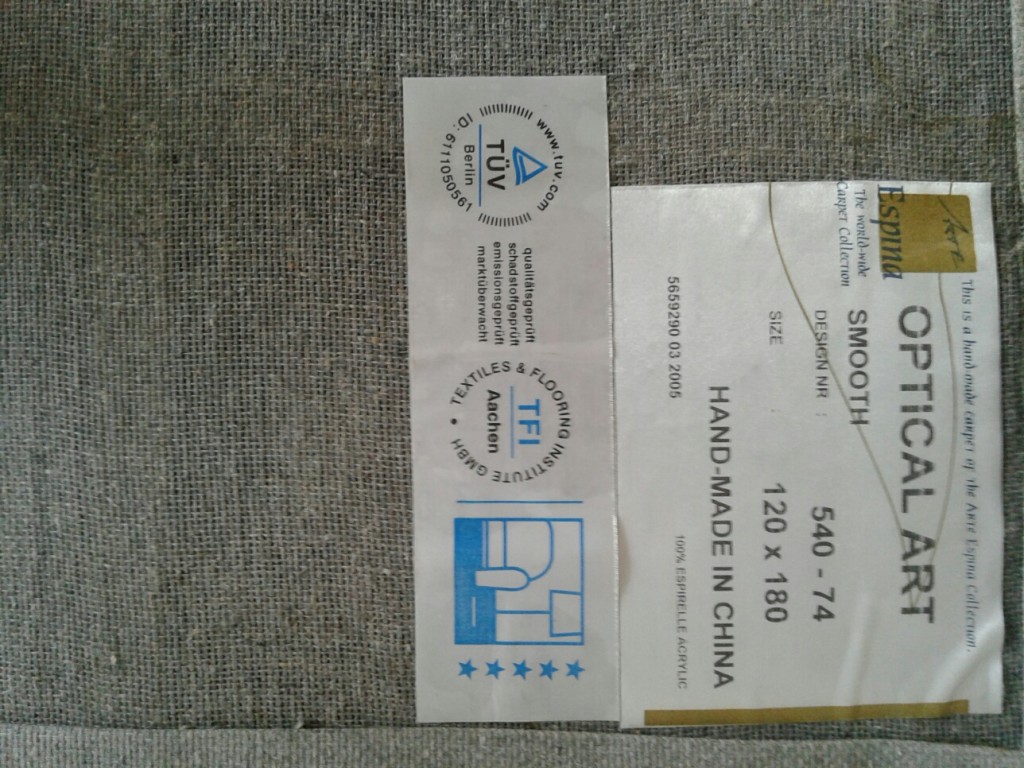 www.tuv.com
TÜV
Berlin
ID: 6111050561
qualitätsgeprüft
schadstoffgeprüft
emissionsgeprüft
marktüberwacht
TEXTILES & FLOORING INSTITUTE GMBH •
TFI
Aachen
This is a hand-made carpet of the Arte Espina Collection.
Arte
Espina
The world-wide
Carpet Collection
OPTICAL ART
SMOOTH
DESIGN NR : 540 - 74
SIZE 120 x 180
HAND-MADE IN CHINA
5659290 03 2005 100% ESPIRELLE ACRYLIC